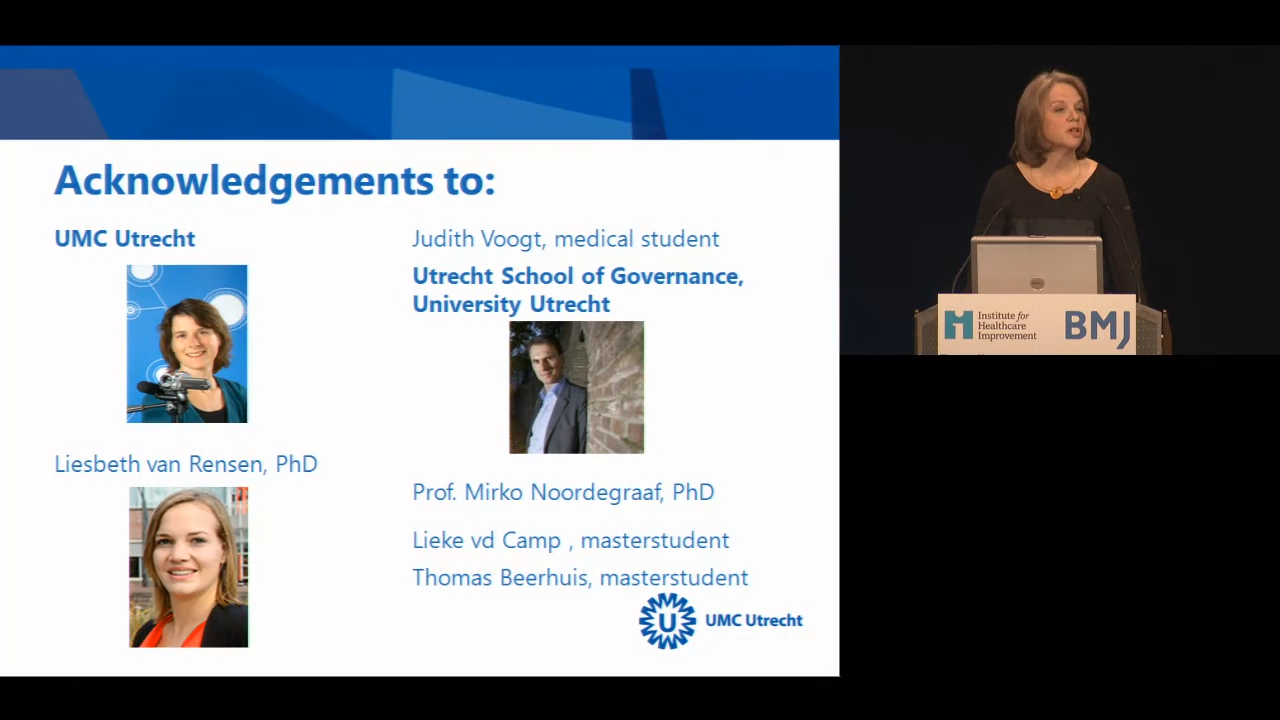 Acknowledgements to:
UMC Utrecht
Liesbeth van Rensen, PhD
Judith Voogt, medical student
Utrecht School of Governance,
University Utrecht
Prof. Mirko Noordegraaf, PhD
Lieke vd Camp , masterstudent
Thomas Beerhuis, masterstudent
U
UMC Utrecht
H
Institute for
Healthcare
Improvement
BMJ